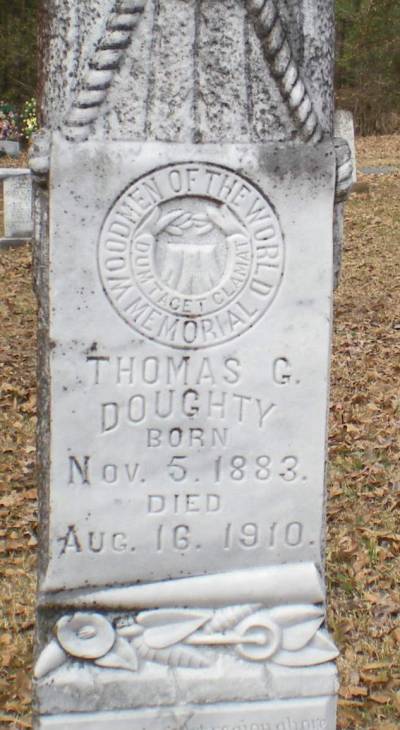 WOODMEN OF THE WORLD
MEMORIAL
DUM TACET CLAMAT
THOMAS G.
DOUGHTY
BORN
NOV. 5. 1883.
DIED
AUG. 16. 1910.